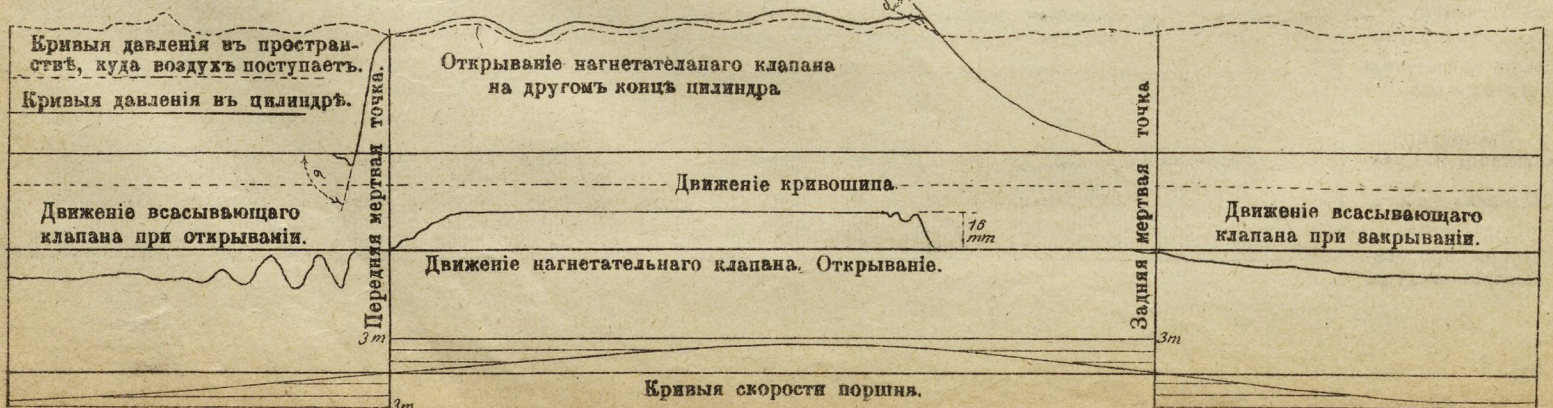 Кривыя давленія въ простран-
ствѣ, куда воздухъ поступаетъ.
Кривыя давленія въ цилиндрѣ.
Открываніе нагнетателанаго клапана
на другомъ концѣ цилиндра
Передняя мертвая точка.
Задняя мертвая точка
9
Движеніе кривошипа
Движеніе всасывающаго
клапана при открываніи.
16
mm
Движеніе всасывающаго
клапана при закрываніи.
Движеніе нагнетательнаго клапана. Открываніе.
3m
3m
Кривыя скорости поршня.
3m